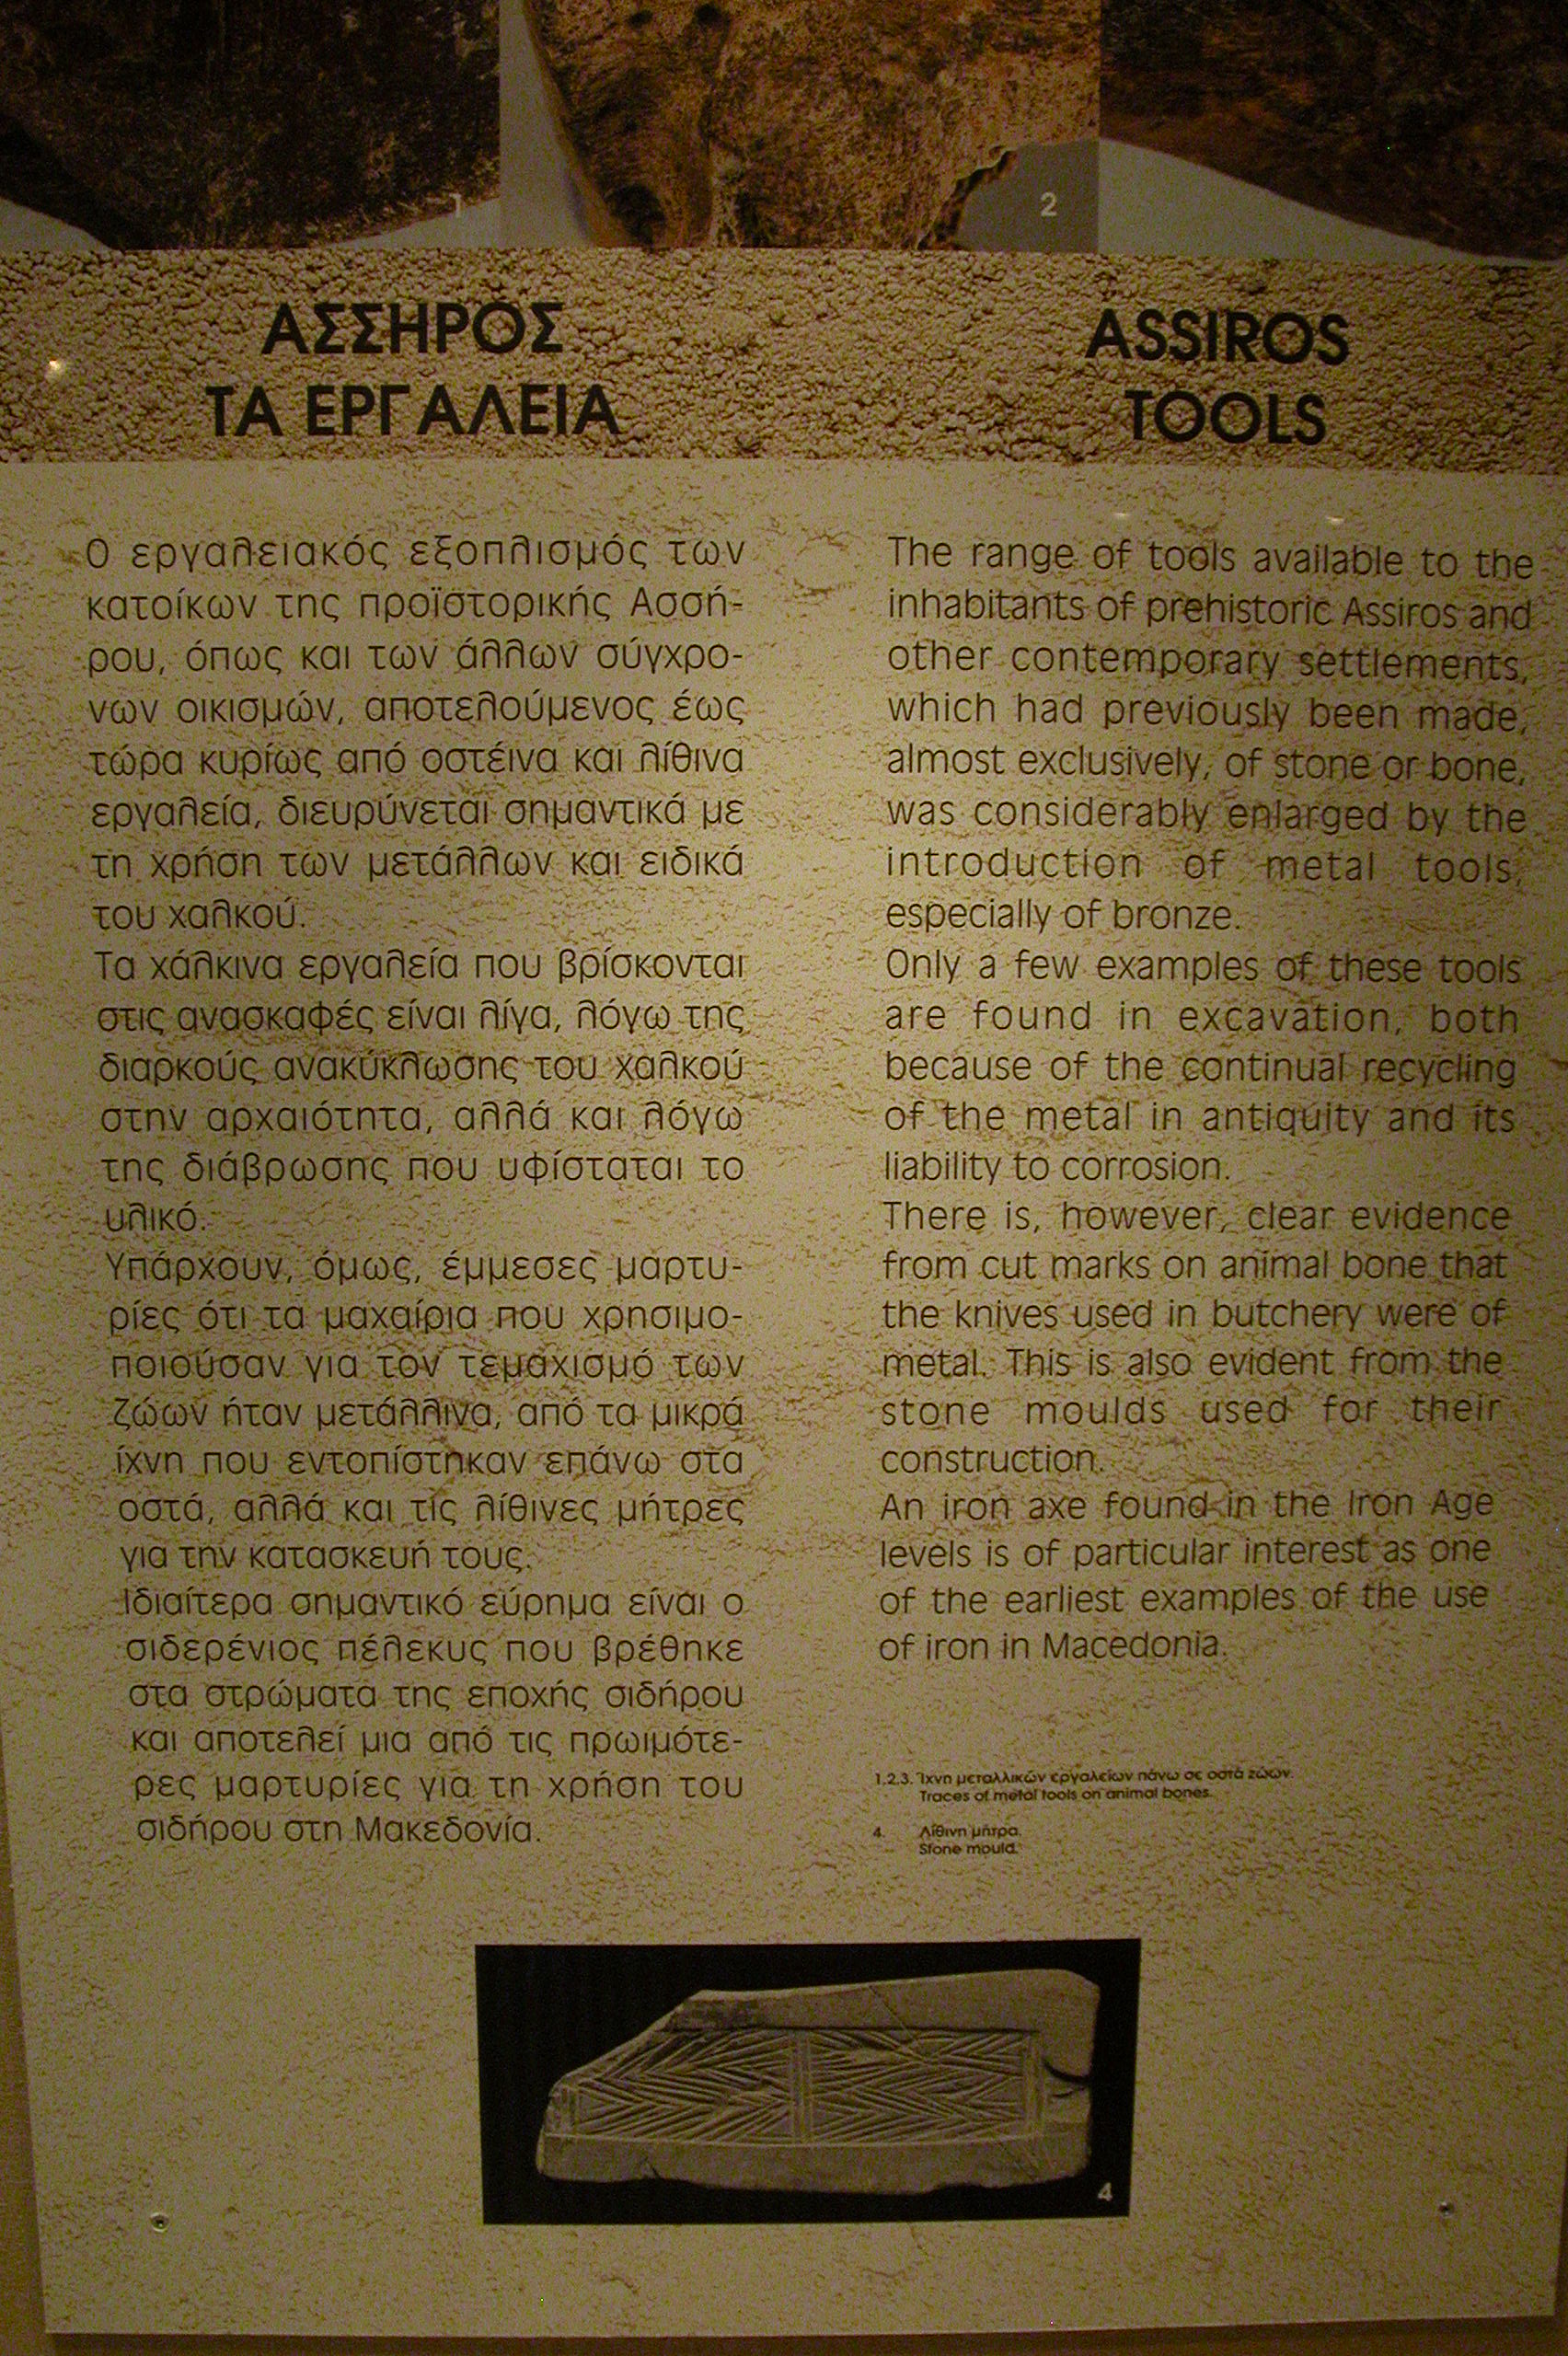 1
2
ΑΣΣΗΡΟΣ
ΤΑ ΕΡΓΑΛΕΙΑ
Ο εργαλειακός εξοπλισμός των
κατοίκων της προϊστορικής Ασσή-
ρου, όπως και των άλλων σύγχρο-
νων οικισμών, αποτελούμενος έως
τώρα κυρίως από οστέινα και λίθινα
εργαλεία, διευρύνεται σημαντικά με
τη χρήση των μετάλλων και ειδικά
του χαλκού.
Τα χάλκινα εργαλεία που βρίσκονται
στις ανασκαφές είναι λίγα, λόγω της
διαρκούς ανακύκλωσης του χαλκού
στην αρχαιότητα, αλλά και λόγω
της διάβρωσης που υφίσταται το
υλικό.
Υπάρχουν, όμως, έμμεσες μαρτυ-
ρίες ότι τα μαχαίρια που χρησιμο-
ποιούσαν για τον τεμαχισμό των
ζώων ήταν μετάλλινα, από τα μικρά
ίχνη που εντοπίστηκαν επάνω στα
οστά, αλλά και τις λίθινες μήτρες
για την κατασκευή τους.
Ιδιαίτερα σημαντικό εύρημα είναι ο
σιδερένιος πέλεκυς που βρέθηκε
στα στρώματα της εποχής σιδήρου
και αποτελεί μια από τις πρωιμότε-
ρες μαρτυρίες για τη χρήση του
σιδήρου στη Μακεδονία.
ASSIROS
TOOLS
The range of tools available to the
inhabitants of prehistoric Assiros and
other contemporary settlements,
which had previously been made,
almost exclusively, of stone or bone,
was considerably enlarged by the
introduction of metal tools,
especially of bronze.
Only a few examples of these tools
are found in excavation, both
because of the continual recycling
of the metal in antiquity and its
liability to corrosion.
There is, however, clear evidence
from cut marks on animal bone that
the knives used in butchery were of
metal. This is also evident from the
stone moulds used for their
construction.
An iron axe found in the Iron Age
levels is of particular interest as one
of the earliest examples of the use
of iron in Macedonia.
1.2.3. Ίχνη μεταλλικών εργαλείων πάνω σε οστά ζώων.
Traces of metal tools on animal bones.
4. Λίθινη μήτρα.
Stone mould.
4